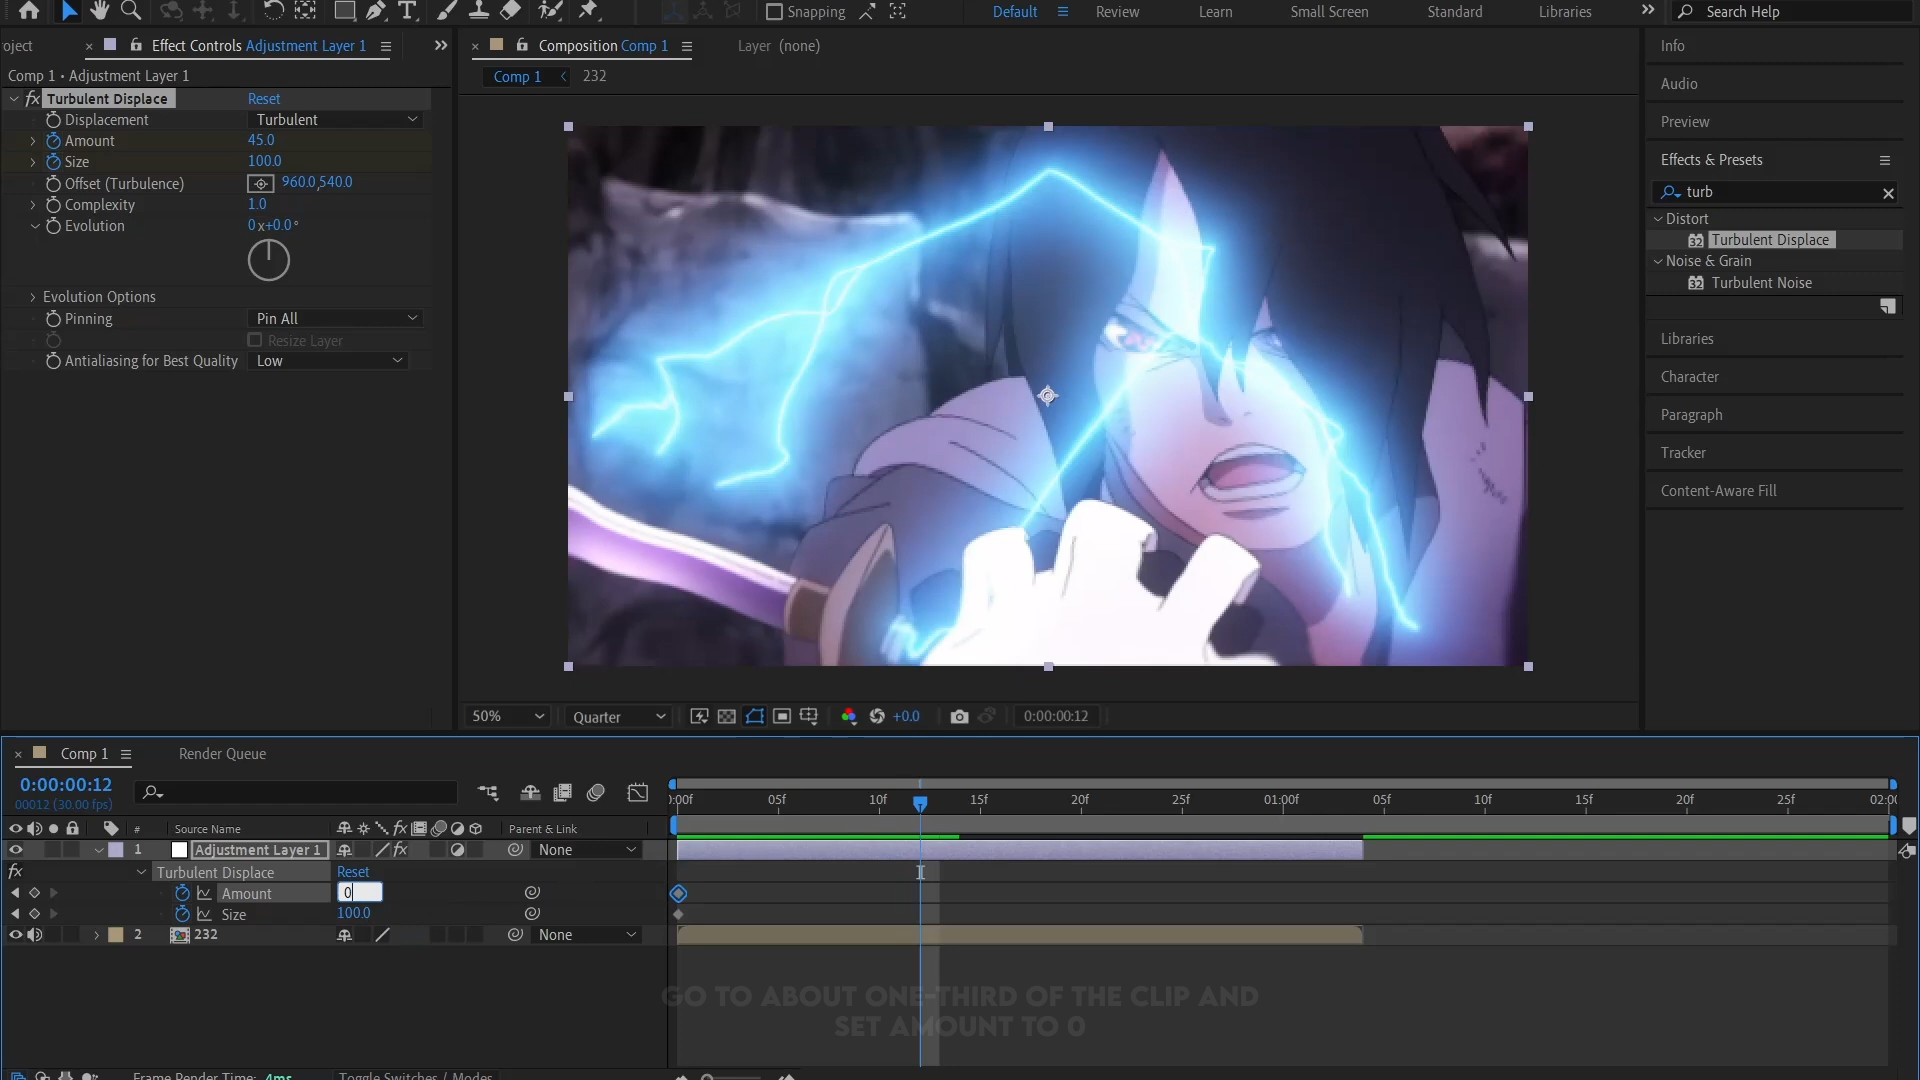 Snapping
Default
Review
Learn
Small Screen
Standard
Libraries
Search Help
oject
Effect Controls Adjustment Layer 1
Composition Comp 1
Layer (none)
Info
Comp 1 • Adjustment Layer 1
Comp 1
232
Audio
fx Turbulent Displace
Reset
Displacement
Turbulent
Amount
45.0
Size
100.0
Offset (Turbulence)
960.0,540.0
Complexity
1.0
Evolution
0x+0.0°
Evolution Options
Pinning
Pin All
Resize Layer
Antialiasing for Best Quality
Low
Preview
Effects & Presets
turb
Distort
32 Turbulent Displace
Noise & Grain
32 Turbulent Noise
Libraries
Character
Paragraph
Tracker
Content-Aware Fill
50%
Quarter
+0.0
0:00:00:12
Comp 1
Render Queue
0:00:00:12
00012 (30.00 fps)
):00f 05f 10f 15f 20f 25f 01:00f 05f 10f 15f 20f 25f 02:00
# Source Name
fx
Parent & Link
1 Adjustment Layer 1
fx
None
fx Turbulent Displace
Reset
Amount
0
Size
100.0
2 232
None
GO TO ABOUT ONE-THIRD OF THE CLIP AND
SET AMOUNT TO 0
Frame Render Time: 4ms
Toggle Switches / Modes